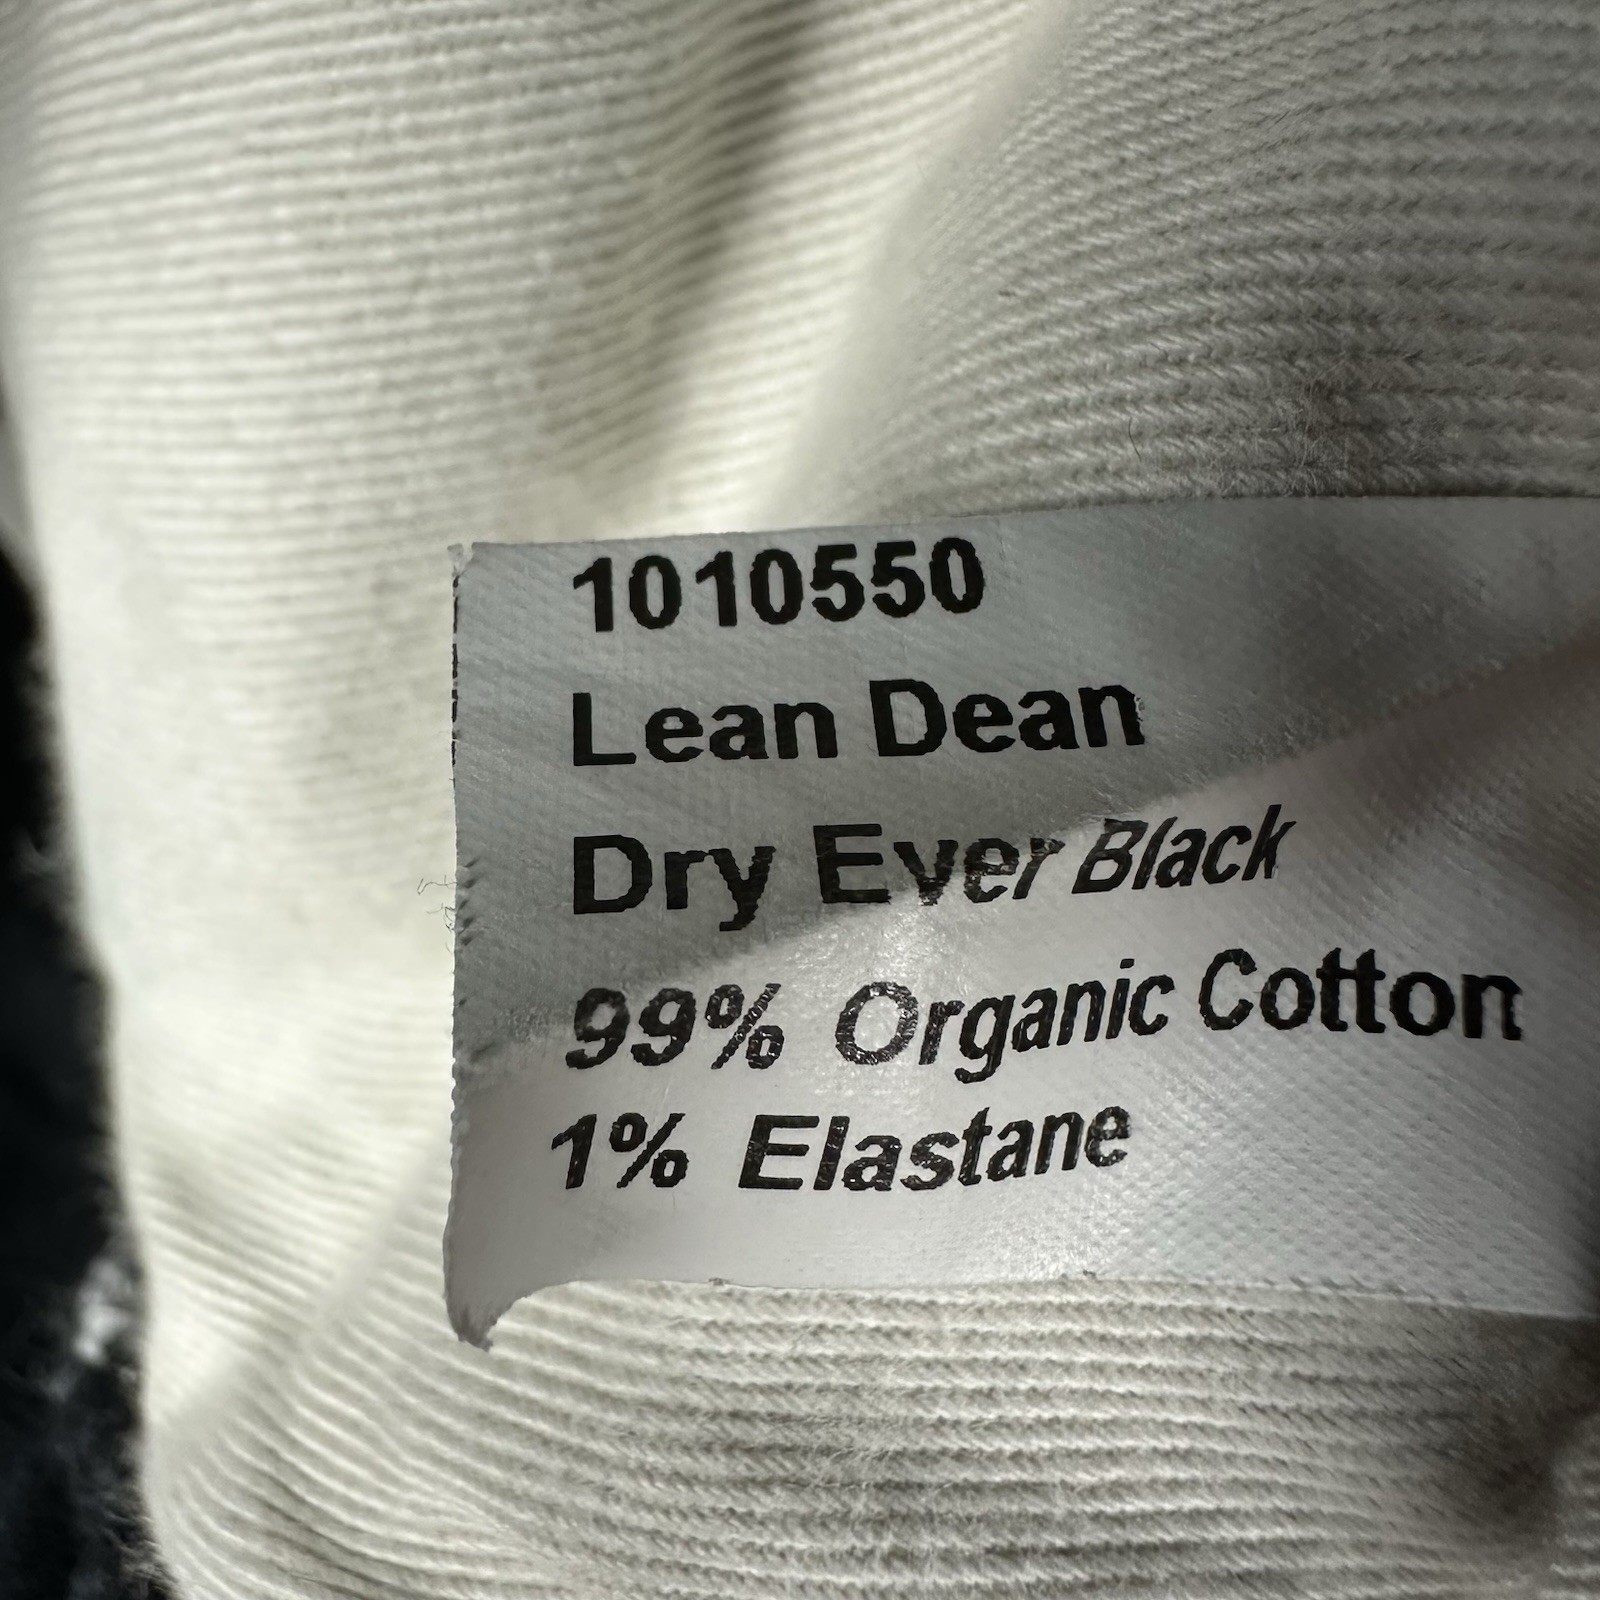 1010550
Lean Dean
Dry Ever Black
99% Organic Cotton
1% Elastane